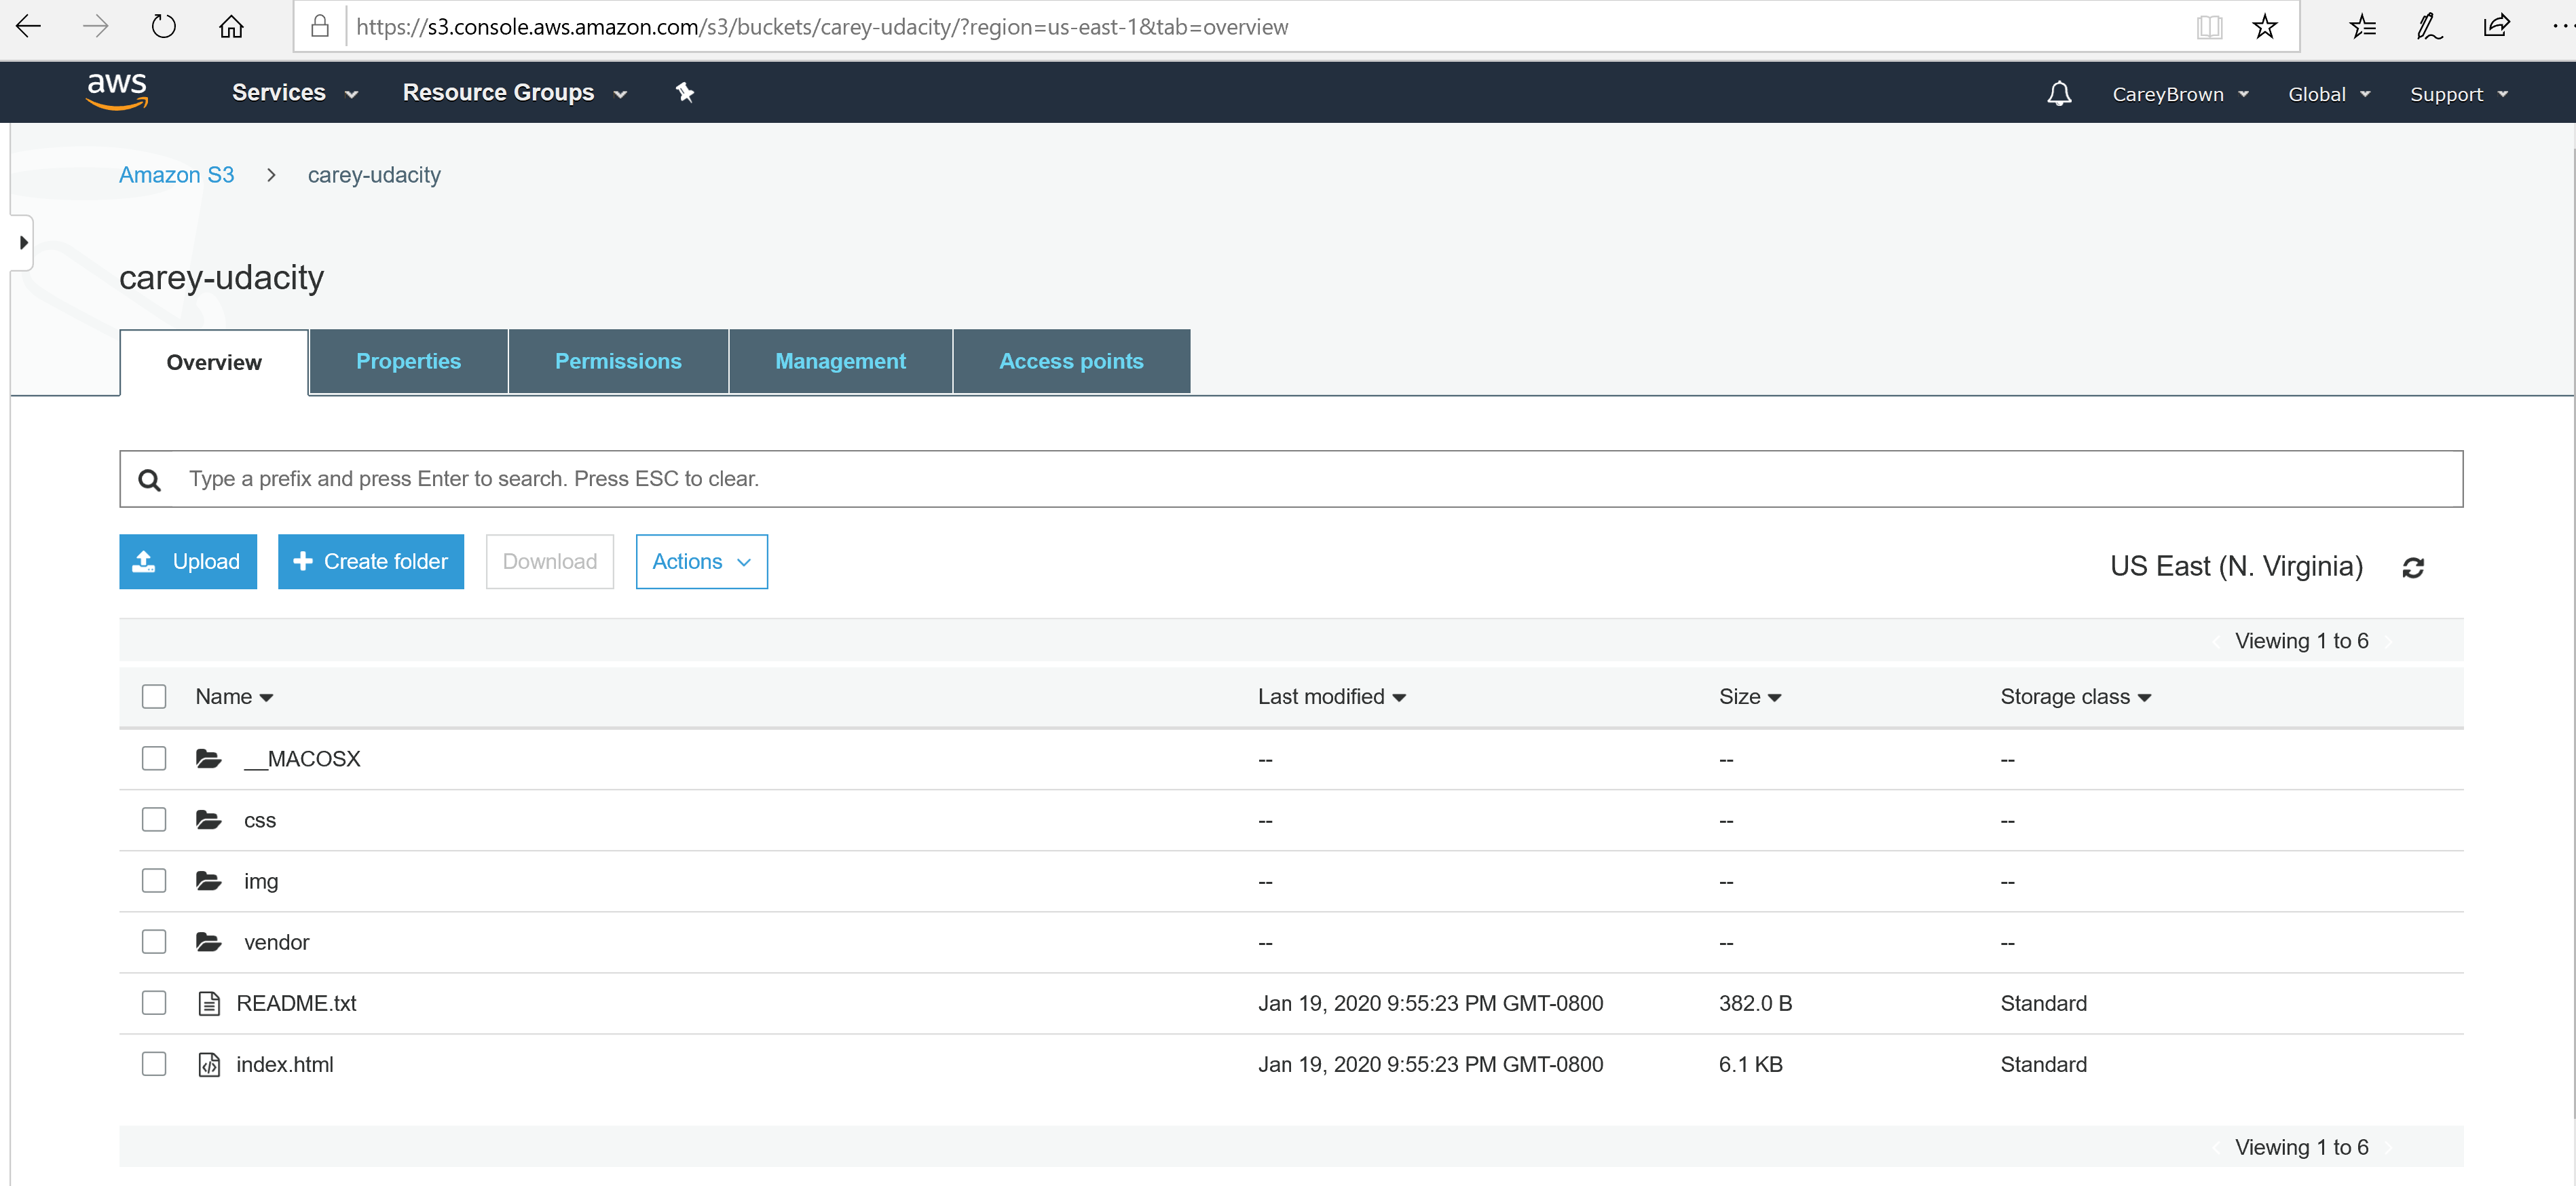 https://s3.console.aws.amazon.com/s3/buckets/carey-udacity/?region=us-east-1&tab=overview
aws Services Resource Groups CareyBrown Global Support
Amazon S3 > carey-udacity
carey-udacity
Overview Properties Permissions Management Access points
Type a prefix and press Enter to search. Press ESC to clear.
Upload + Create folder Download Actions US East (N. Virginia)
Viewing 1 to 6
Name Last modified Size Storage class
__MACOSX -- -- --
css -- -- --
img -- -- --
vendor -- -- --
README.txt Jan 19, 2020 9:55:23 PM GMT-0800 382.0 B Standard
index.html Jan 19, 2020 9:55:23 PM GMT-0800 6.1 KB Standard
Viewing 1 to 6